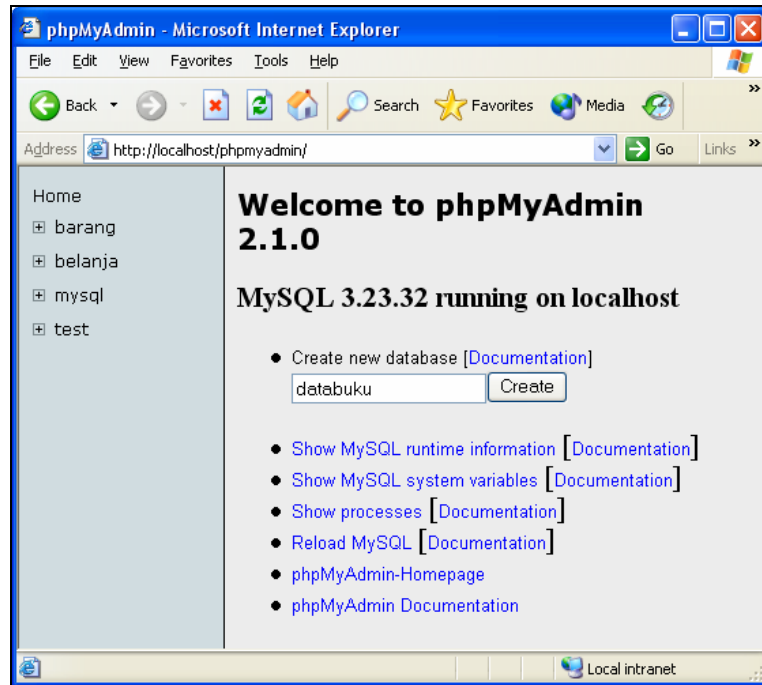 phpMyAdmin - Microsoft Internet Explorer
File Edit View Favorites Tools Help
Back Search Favorites Media »
Address http://localhost/phpmyadmin/ Go Links »
Home
barang
belanja
mysql
test
Welcome to phpMyAdmin
2.1.0
MySQL 3.23.32 running on localhost
Create new database [Documentation]
databuku Create
Show MySQL runtime information [Documentation]
Show MySQL system variables [Documentation]
Show processes [Documentation]
Reload MySQL [Documentation]
phpMyAdmin-Homepage
phpMyAdmin Documentation
Local intranet